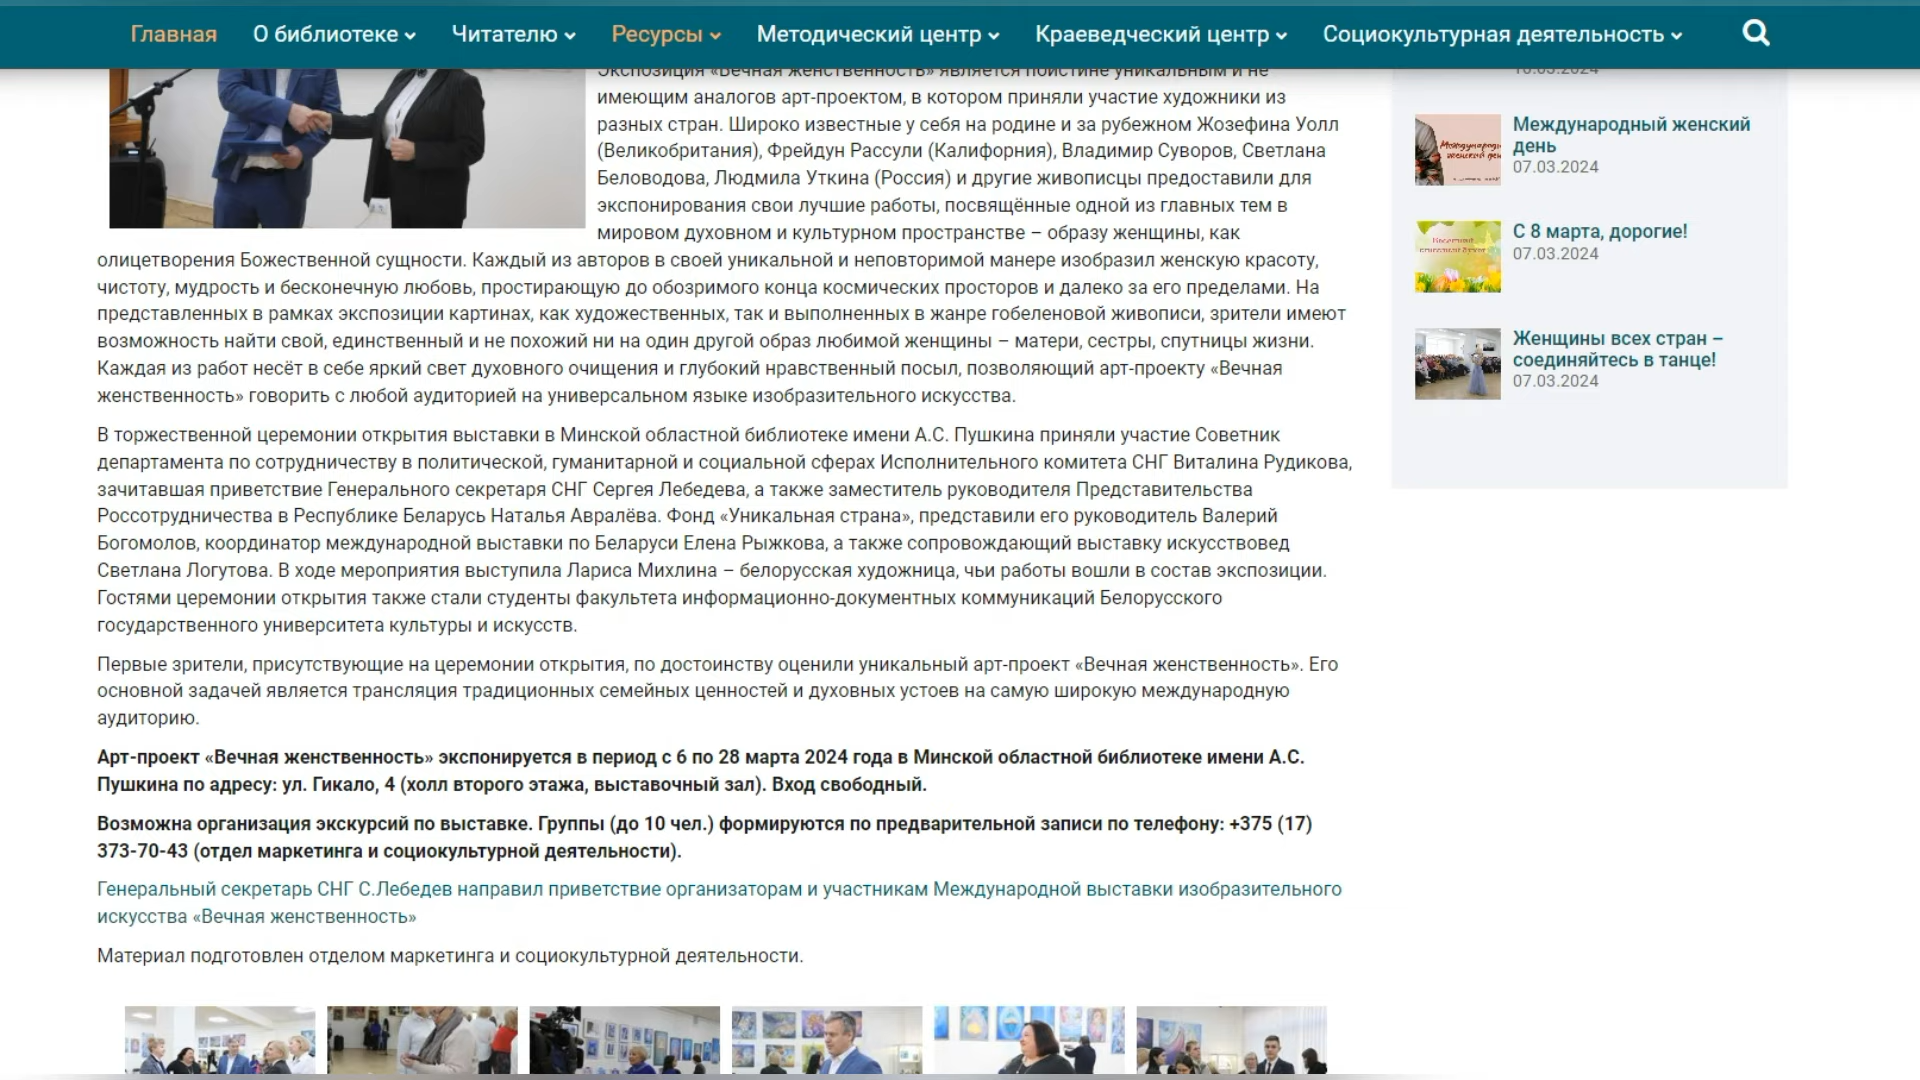 Главная О библиотеке Читателю Ресурсы Методический центр Краеведческий центр Социокультурная деятельность
Экспозиция «Вечная женственность» является поистине уникальным и не
имеющим аналогов арт-проектом, в котором приняли участие художники из
разных стран. Широко известные у себя на родине и за рубежном Жозефина Уолл
(Великобритания), Фрейдун Рассули (Калифорния), Владимир Суворов, Светлана
Беловодова, Людмила Уткина (Россия) и другие живописцы предоставили для
экспонирования свои лучшие работы, посвящённые одной из главных тем в
мировом духовном и культурном пространстве – образу женщины, как
олицетворения Божественной сущности. Каждый из авторов в своей уникальной и неповторимой манере изобразил женскую красоту,
чистоту, мудрость и бесконечную любовь, простирающую до обозримого конца космических просторов и далеко за его пределами. На
представленных в рамках экспозиции картинах, как художественных, так и выполненных в жанре гобеленовой живописи, зрители имеют
возможность найти свой, единственный и не похожий ни на один другой образ любимой женщины – матери, сестры, спутницы жизни.
Каждая из работ несёт в себе яркий свет духовного очищения и глубокий нравственный посыл, позволяющий арт-проекту «Вечная
женственность» говорить с любой аудиторией на универсальном языке изобразительного искусства.
В торжественной церемонии открытия выставки в Минской областной библиотеке имени А.С. Пушкина приняли участие Советник
департамента по сотрудничеству в политической, гуманитарной и социальной сферах Исполнительного комитета СНГ Виталина Рудикова,
зачитавшая приветствие Генерального секретаря СНГ Сергея Лебедева, а также заместитель руководителя Представительства
Россотрудничества в Республике Беларусь Наталья Авралёва. Фонд «Уникальная страна», представили его руководитель Валерий
Богомолов, координатор международной выставки по Беларуси Елена Рыжкова, а также сопровождающий выставку искусствовед
Светлана Логутова. В ходе мероприятия выступила Лариса Михлина – белорусская художница, чьи работы вошли в состав экспозиции.
Гостями церемонии открытия также стали студенты факультета информационно-документных коммуникаций Белорусского
государственного университета культуры и искусств.
Первые зрители, присутствующие на церемонии открытия, по достоинству оценили уникальный арт-проект «Вечная женственность». Его
основной задачей является трансляция традиционных семейных ценностей и духовных устоев на самую широкую международную
аудиторию.
Арт-проект «Вечная женственность» экспонируется в период с 6 по 28 марта 2024 года в Минской областной библиотеке имени А.С.
Пушкина по адресу: ул. Гикало, 4 (холл второго этажа, выставочный зал). Вход свободный.
Возможна организация экскурсий по выставке. Группы (до 10 чел.) формируются по предварительной записи по телефону: +375 (17)
373-70-43 (отдел маркетинга и социокультурной деятельности).
Генеральный секретарь СНГ С.Лебедев направил приветствие организаторам и участникам Международной выставки изобразительного
искусства «Вечная женственность»
Материал подготовлен отделом маркетинга и социокультурной деятельности.
Международный женский
день
07.03.2024
С 8 марта, дорогие!
07.03.2024
Женщины всех стран –
соединяйтесь в танце!
07.03.2024